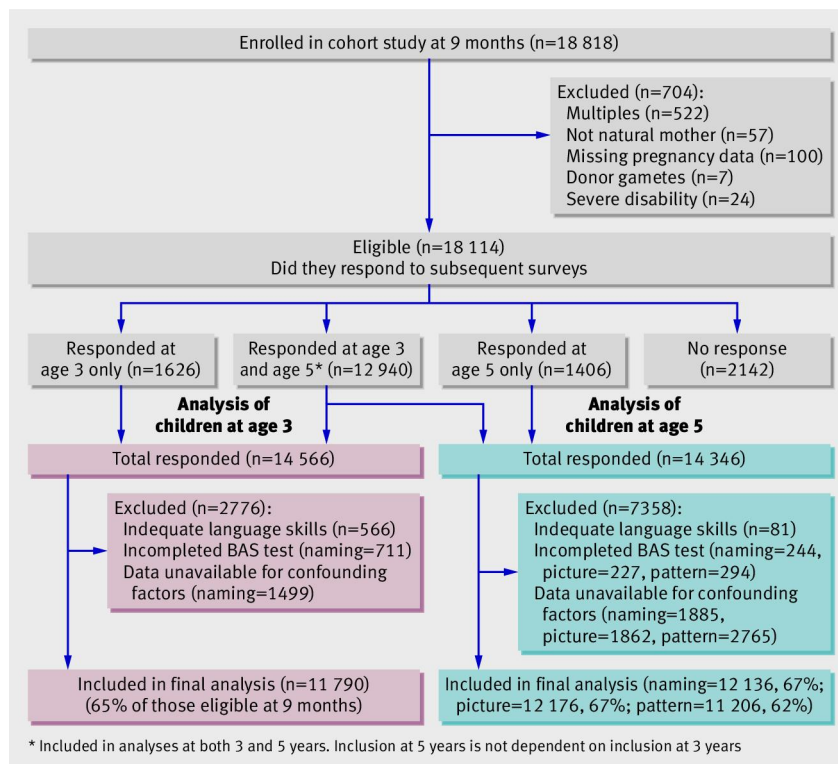 Enrolled in cohort study at 9 months (n=18 818)
Excluded (n=704):
Multiples (n=522)
Not natural mother (n=57)
Missing pregnancy data (n=100)
Donor gametes (n=7)
Severe disability (n=24)
Eligible (n=18 114)
Did they respond to subsequent surveys
Responded at
age 3 only (n=1626)
Responded at age 3
and age 5* (n=12 940)
Responded at
age 5 only (n=1406)
No response
(n=2142)
Analysis of
children at age 3
Analysis of
children at age 5
Total responded (n=14 566)
Total responded (n=14 346)
Excluded (n=2776):
Indequate language skills (n=566)
Incompleted BAS test (naming=711)
Data unavailable for confounding
factors (naming=1499)
Excluded (n=7358):
Indequate language skills (n=81)
Incompleted BAS test (naming=244,
picture=227, pattern=294)
Data unavailable for confounding
factors (naming=1885,
picture=1862, pattern=2765)
Included in final analysis (n=11 790)
(65% of those eligible at 9 months)
Included in final analysis (naming=12 136, 67%;
picture=12 176, 67%; pattern=11 206, 62%)
* Included in analyses at both 3 and 5 years. Inclusion at 5 years is not dependent on inclusion at 3 years